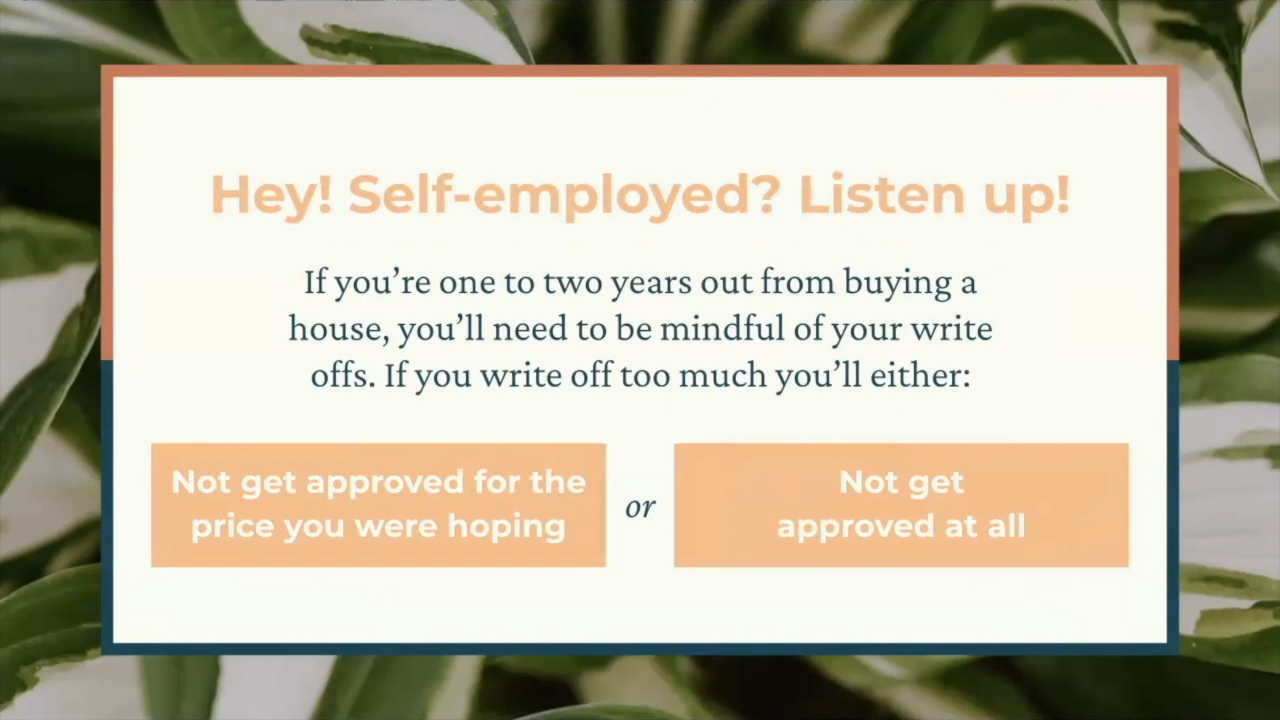 Hey! Self-employed? Listen up!
If you’re one to two years out from buying a
house, you’ll need to be mindful of your write
offs. If you write off too much you’ll either:
Not get approved for the
price you were hoping
or
Not get
approved at all